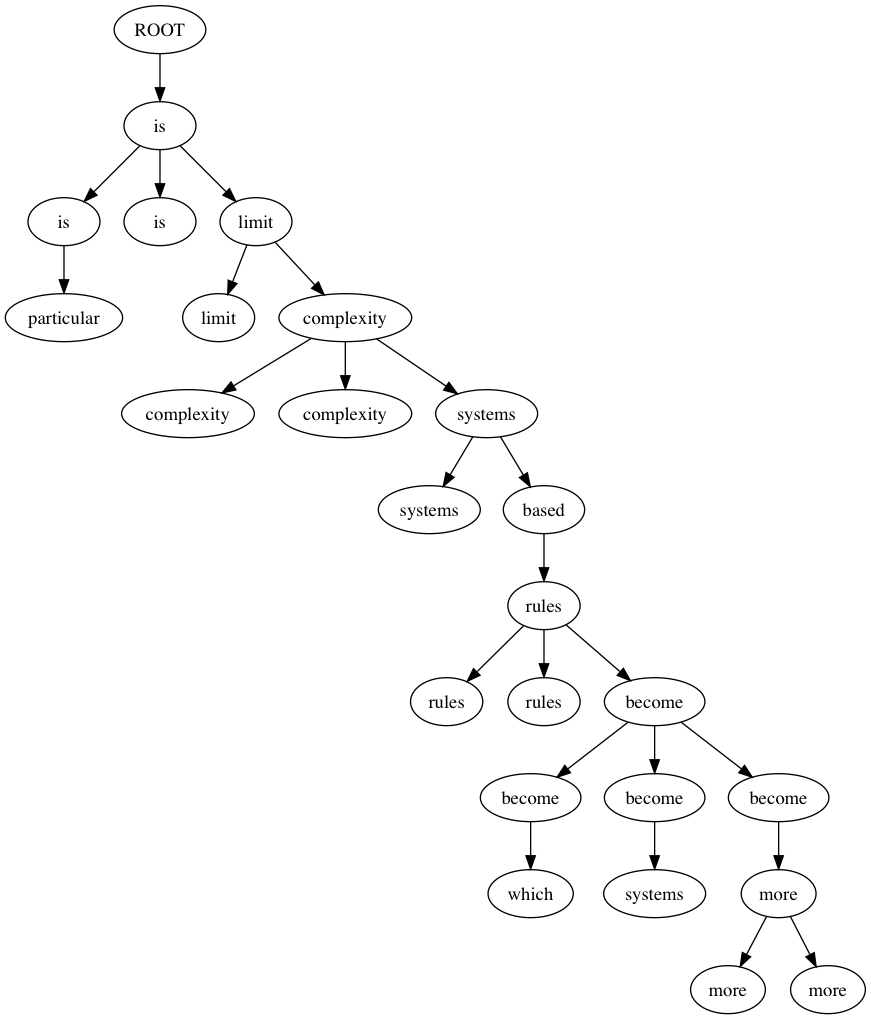 ROOT
is
is is limit
particular limit complexity
complexity complexity systems
systems based
rules
rules rules become
become become become
which systems more
more more